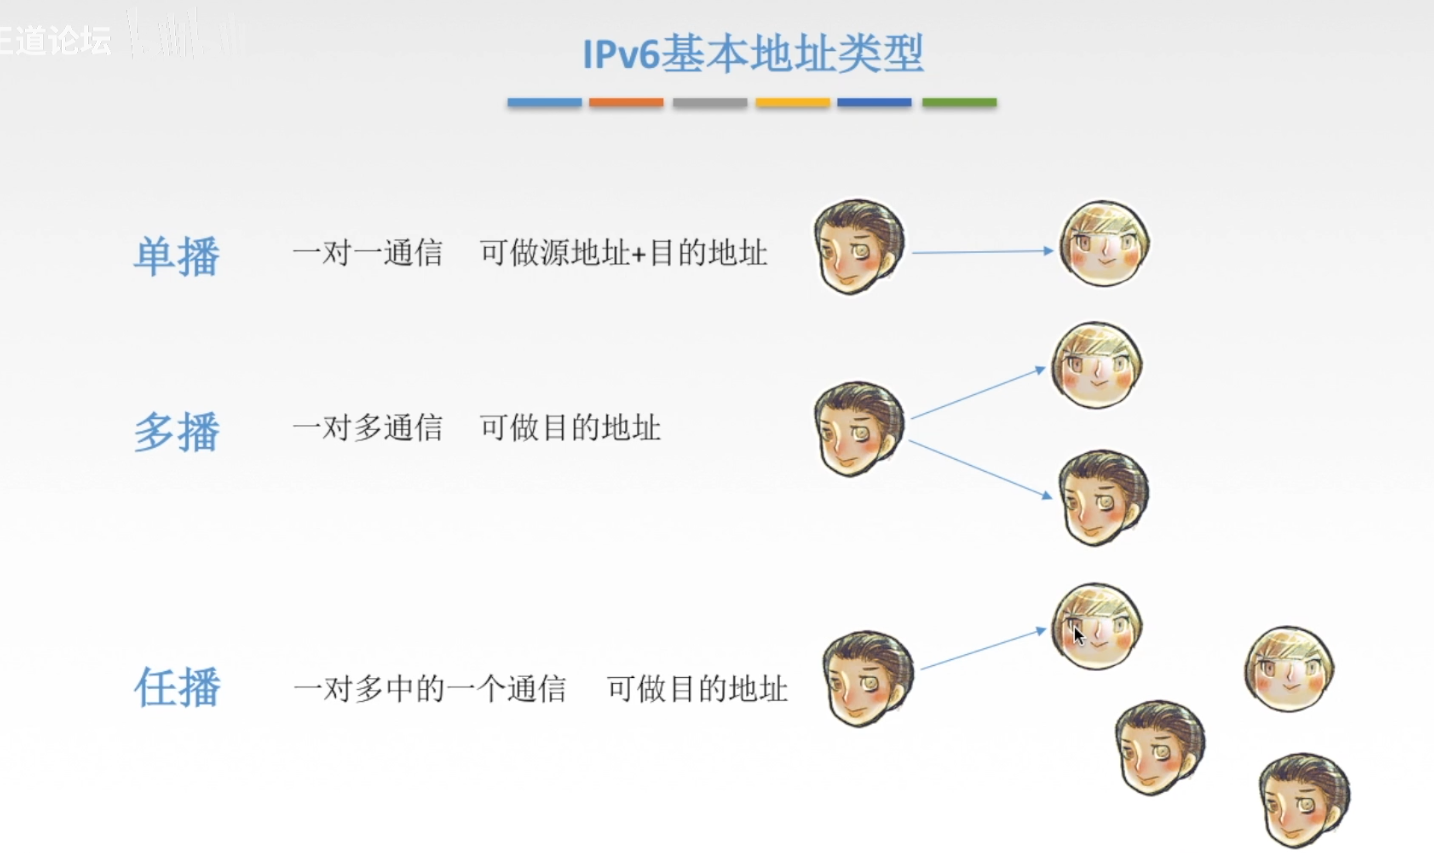 王道论坛
IPv6基本地址类型
单播 一对一通信 可做源地址+目的地址
多播 一对多通信 可做目的地址
任播 一对多中的一个通信 可做目的地址